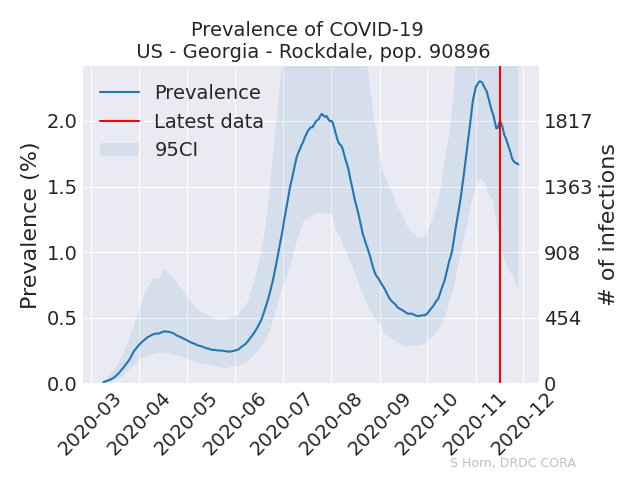 Prevalence of COVID-19
US - Georgia - Rockdale, pop. 90896
Prevalence
Latest data
95CI
Prevalence (%)
2.0
1.5
1.0
0.5
0.0
1817
1363
908
454
0
# of infections
2020-03
2020-04
2020-05
2020-06
2020-07
2020-08
2020-09
2020-10
2020-11
2020-12
S Horn, DRDC CORA